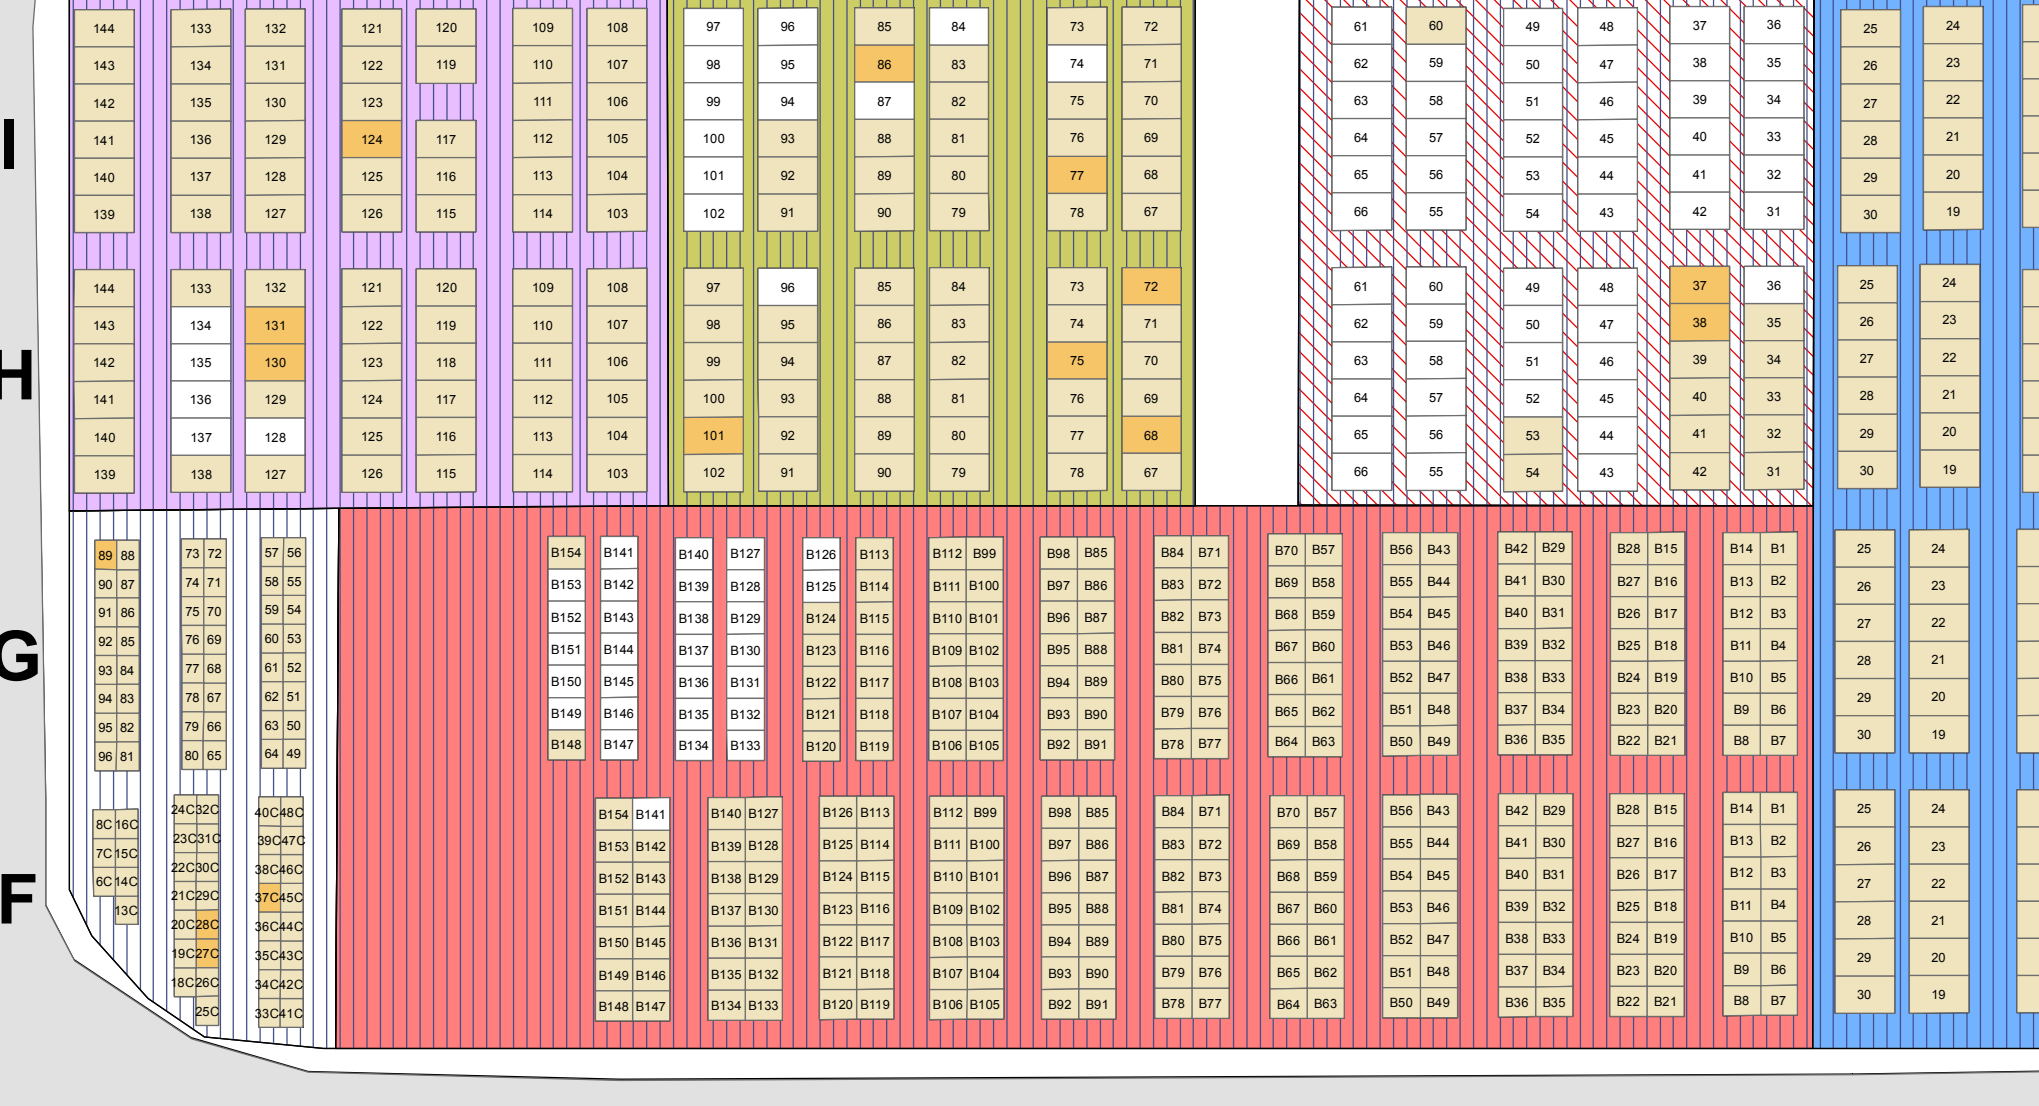 144 133 132 121 120 109 108 97 96 85 84 73 72 61 60 49 48 37 36 25 24
143 134 131 122 119 110 107 98 95 86 83 74 71 62 59 50 47 38 35 26 23
142 135 130 123 111 106 99 94 87 82 75 70 63 58 51 46 39 34 27 22
I 141 136 129 124 117 112 105 100 93 88 81 76 69 64 57 52 45 40 33 28 21
140 137 128 125 116 113 104 101 92 89 80 77 68 65 56 53 44 41 32 29 20
139 138 127 126 115 114 103 102 91 90 79 78 67 66 55 54 43 42 31 30 19
144 133 132 121 120 109 108 97 96 85 84 73 72 61 60 49 48 37 36 25 24
143 134 131 122 119 110 107 98 95 86 83 74 71 62 59 50 47 38 35 26 23
H 142 135 130 123 118 111 106 99 94 87 82 75 70 63 58 51 46 39 34 27 22
141 136 129 124 117 112 105 100 93 88 81 76 69 64 57 52 45 40 33 28 21
140 137 128 125 116 113 104 101 92 89 80 77 68 65 56 53 44 41 32 29 20
139 138 127 126 115 114 103 102 91 90 79 78 67 66 55 54 43 42 31 30 19
89 88 73 72 57 56 B154 B141 B140 B127 B126 B113 B112 B99 B98 B85 B84 B71 B70 B57 B56 B43 B42 B29 B28 B15 B14 B1 25 24
90 87 74 71 58 55 B153 B142 B139 B128 B125 B114 B111 B100 B97 B86 B83 B72 B69 B58 B55 B44 B41 B30 B27 B16 B13 B2 26 23
91 86 75 70 59 54 B152 B143 B138 B129 B124 B115 B110 B101 B96 B87 B82 B73 B68 B59 B54 B45 B40 B31 B26 B17 B12 B3 27 22
G 92 85 76 69 60 53 B151 B144 B137 B130 B123 B116 B109 B102 B95 B88 B81 B74 B67 B60 B53 B46 B39 B32 B25 B18 B11 B4 28 21
93 84 77 68 61 52 B150 B145 B136 B131 B122 B117 B108 B103 B94 B89 B80 B75 B66 B61 B52 B47 B38 B33 B24 B19 B10 B5 29 20
94 83 78 67 62 51 B149 B146 B135 B132 B121 B118 B107 B104 B93 B90 B79 B76 B65 B62 B51 B48 B37 B34 B23 B20 B9 B6 30 19
95 82 79 66 63 50 B148 B147 B134 B133 B120 B119 B106 B105 B92 B91 B78 B77 B64 B63 B50 B49 B36 B35 B22 B21 B8 B7
96 81 80 65 64 49
24C 32C 40C 48C B154 B141 B140 B127 B126 B113 B112 B99 B98 B85 B84 B71 B70 B57 B56 B43 B42 B29 B28 B15 B14 B1 25 24
8C 16C 23C 31C 39C 47C B153 B142 B139 B128 B125 B114 B111 B100 B97 B86 B83 B72 B69 B58 B55 B44 B41 B30 B27 B16 B13 B2 26 23
7C 15C 22C 30C 38C 46C B152 B143 B138 B129 B124 B115 B110 B101 B96 B87 B82 B73 B68 B59 B54 B45 B40 B31 B26 B17 B12 B3 27 22
F 6C 14C 21C 29C 37C 45C B151 B144 B137 B130 B123 B116 B109 B102 B95 B88 B81 B74 B67 B60 B53 B46 B39 B32 B25 B18 B11 B4 28 21
13C 20C 28C 36C 44C B150 B145 B136 B131 B122 B117 B108 B103 B94 B89 B80 B75 B66 B61 B52 B47 B38 B33 B24 B19 B10 B5 29 20
19C 27C 35C 43C B149 B146 B135 B132 B121 B118 B107 B104 B93 B90 B79 B76 B65 B62 B51 B48 B37 B34 B23 B20 B9 B6 30 19
18C 26C 34C 42C B148 B147 B134 B133 B120 B119 B106 B105 B92 B91 B78 B77 B64 B63 B50 B49 B36 B35 B22 B21 B8 B7
25C 33C 41C